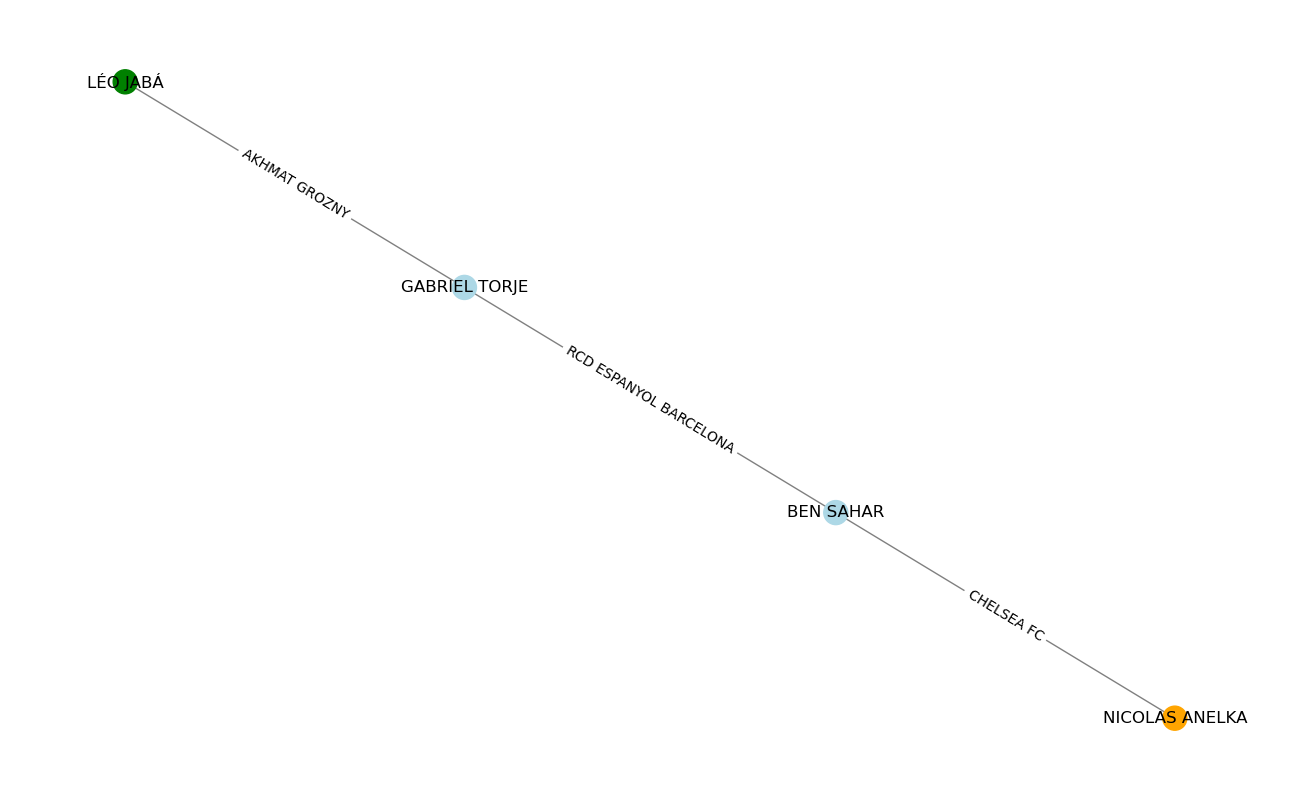 LÉO JABÁ
AKHMAT GROZNY
GABRIEL TORJE
RCD ESPANYOL BARCELONA
BEN SAHAR
CHELSEA FC
NICOLAS ANELKA